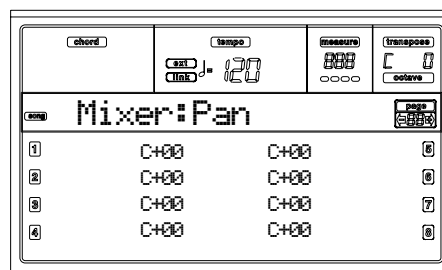 chord tempo measure transpose
ext link ♩= 120 888 [ 0
octave
song Mixer:Pan page
1 C+00 C+00 5
2 C+00 C+00 6
3 C+00 C+00 7
4 C+00 C+00 8